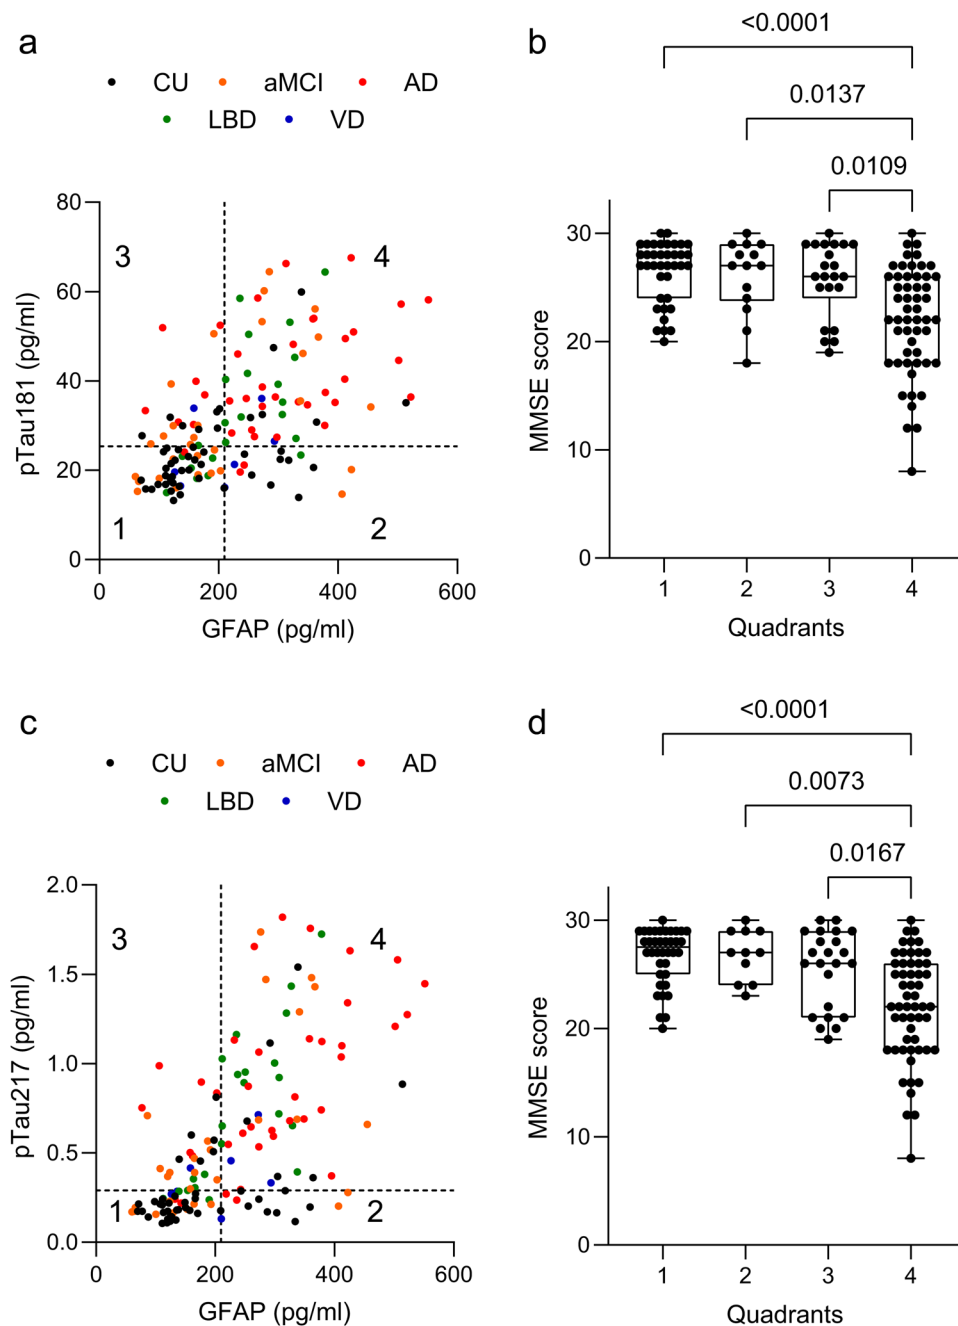 a
CU aMCI AD
LBD VD
80
60
40
20
0
pTau181 (pg/ml)
3
4
1
2
0 200 400 600
GFAP (pg/ml)
b
<0.0001
0.0137
0.0109
30
20
10
0
MMSE score
1 2 3 4
Quadrants
c
CU aMCI AD
LBD VD
2.0
1.5
1.0
0.5
0.0
pTau217 (pg/ml)
3
4
1
2
0 200 400 600
GFAP (pg/ml)
d
<0.0001
0.0073
0.0167
30
20
10
0
MMSE score
1 2 3 4
Quadrants